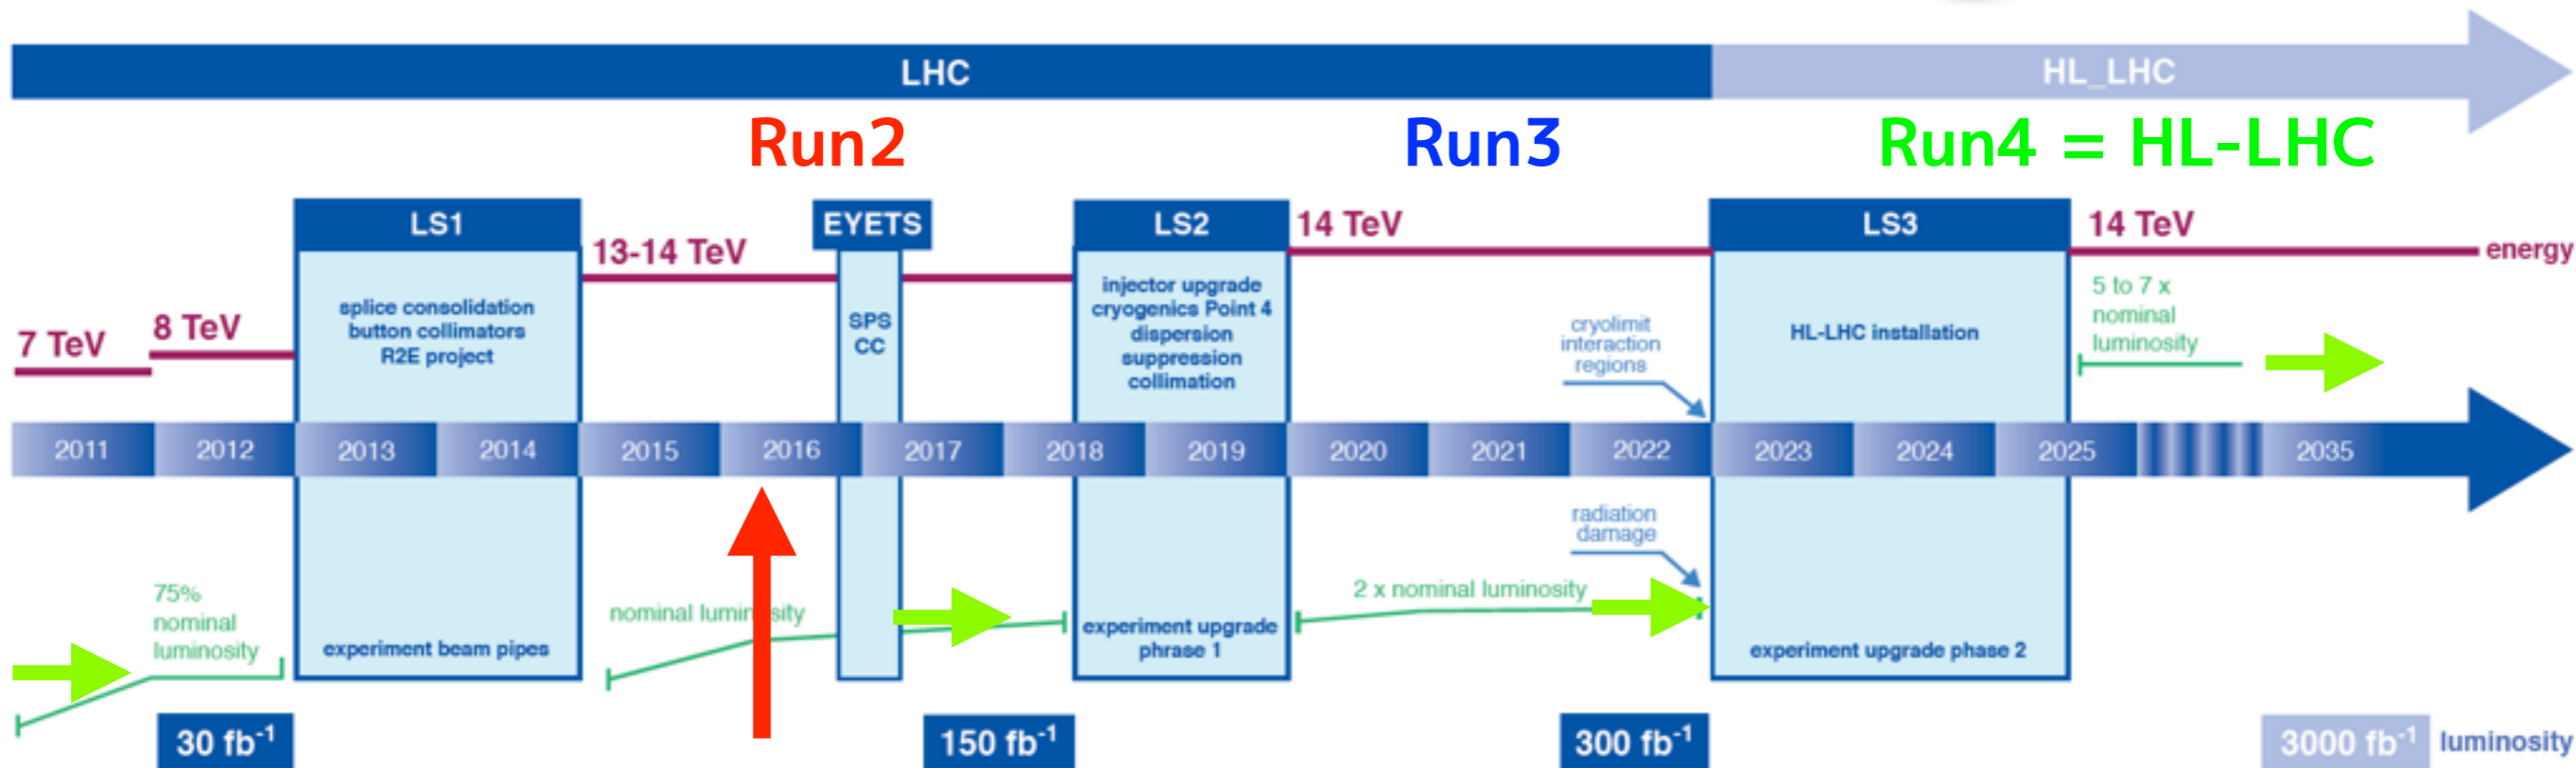 LHC
HL_LHC
Run2
Run3
Run4 = HL-LHC
LS1
EYETS
LS2
14 TeV
LS3
14 TeV
energy
13-14 TeV
7 TeV
8 TeV
splice consolidation
button collimators
R2E project
SPS
CC
injector upgrade
cryogenics Point 4
dispersion
suppression
collimation
cryolimit
interaction
regions
HL-LHC installation
5 to 7 x
nominal
luminosity
2011
2012
2013
2014
2015
2016
2017
2018
2019
2020
2021
2022
2023
2024
2025
2035
75%
nominal
luminosity
experiment beam pipes
nominal luminosity
experiment upgrade
phrase 1
2 x nominal luminosity
radiation
damage
experiment upgrade phase 2
30 fb⁻¹
150 fb⁻¹
300 fb⁻¹
3000 fb⁻¹
luminosity